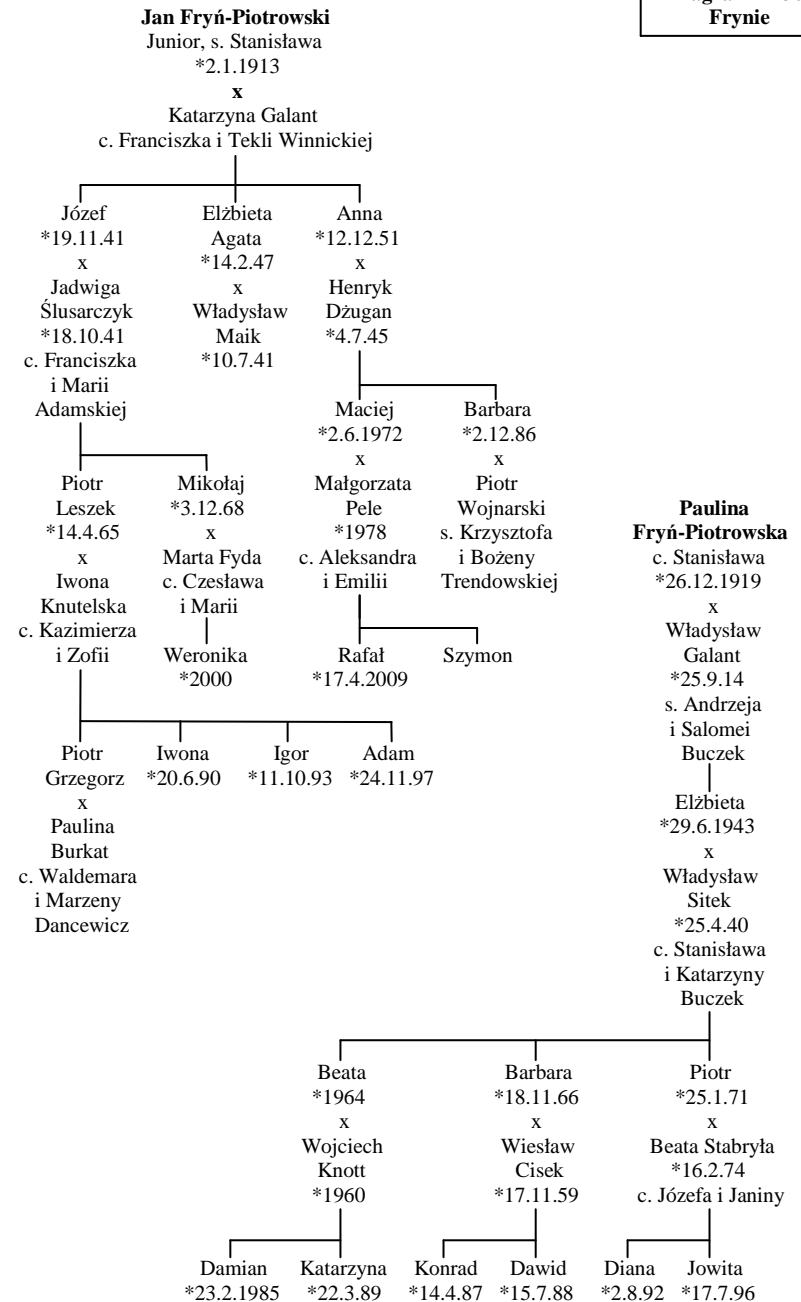 Frynie
Jan Fryń-Piotrowski
Junior, s. Stanisława
*2.1.1913
x
Katarzyna Galant
c. Franciszka i Tekli Winnickiej
Józef
*19.11.41
x
Jadwiga
Ślusarczyk
*18.10.41
c. Franciszka
i Marii
Adamskiej
Elżbieta
Agata
*14.2.47
x
Władysław
Maik
*10.7.41
Anna
*12.12.51
x
Henryk
Dżugan
*4.7.45
Maciej
*2.6.1972
x
Małgorzata
Pele
*1978
c. Aleksandra
i Emilii
Barbara
*2.12.86
x
Piotr
Wojnarski
s. Krzysztofa
i Bożeny
Trendowskiej
Piotr
Leszek
*14.4.65
x
Iwona
Knutelska
c. Kazimierza
i Zofii
Mikołaj
*3.12.68
x
Marta Fyda
c. Czesława
i Marii
Weronika
*2000
Rafał
*17.4.2009
Szymon
Piotr
Grzegorz
x
Paulina
Burkat
c. Waldemara
i Marzeny
Dancewicz
Iwona
*20.6.90
Igor
*11.10.93
Adam
*24.11.97
Paulina
Fryń-Piotrowska
c. Stanisława
*26.12.1919
x
Władysław
Galant
*25.9.14
s. Andrzeja
i Salomei
Buczek
Elżbieta
*29.6.1943
x
Władysław
Sitek
*25.4.40
c. Stanisława
i Katarzyny
Buczek
Beata
*1964
x
Wojciech
Knott
*1960
Barbara
*18.11.66
x
Wiesław
Cisek
*17.11.59
Piotr
*25.1.71
x
Beata Stabryła
*16.2.74
c. Józefa i Janiny
Damian
*23.2.1985
Katarzyna
*22.3.89
Konrad
*14.4.87
Dawid
*15.7.88
Diana
*2.8.92
Jowita
*17.7.96